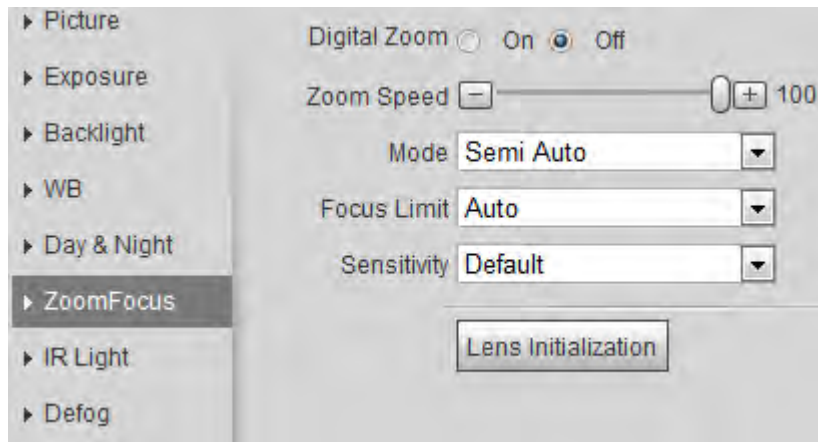 Picture
Exposure
Backlight
WB
Day & Night
ZoomFocus
IR Light
Defog
Digital Zoom On Off
Zoom Speed 100
Mode Semi Auto
Focus Limit Auto
Sensitivity Default
Lens Initialization